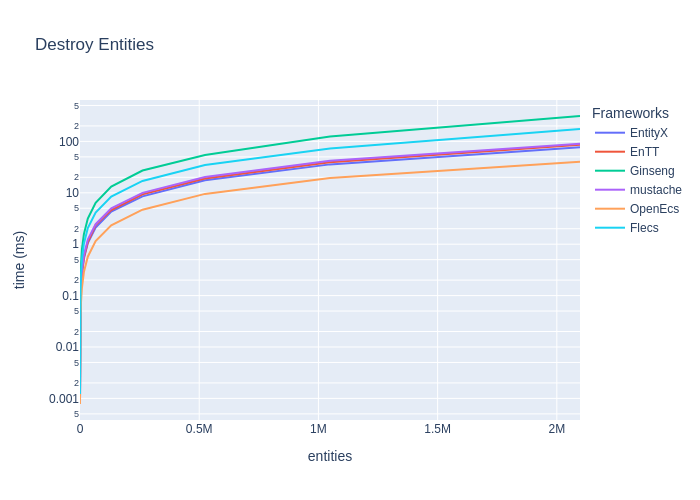 Destroy Entities
5
2
100
5
2
10
5
2
1
5
2
0.1
5
2
0.01
5
2
0.001
5
time (ms)
0
0.5M
1M
1.5M
2M
entities
Frameworks
EntityX
EnTT
Ginseng
mustache
OpenEcs
Flecs